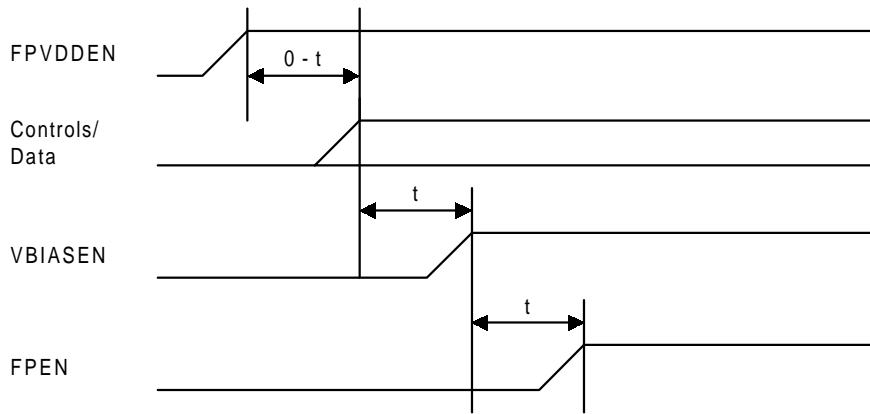 FPVDDEN
0 - t
Controls/
Data
t
VBIASEN
t
FPEN